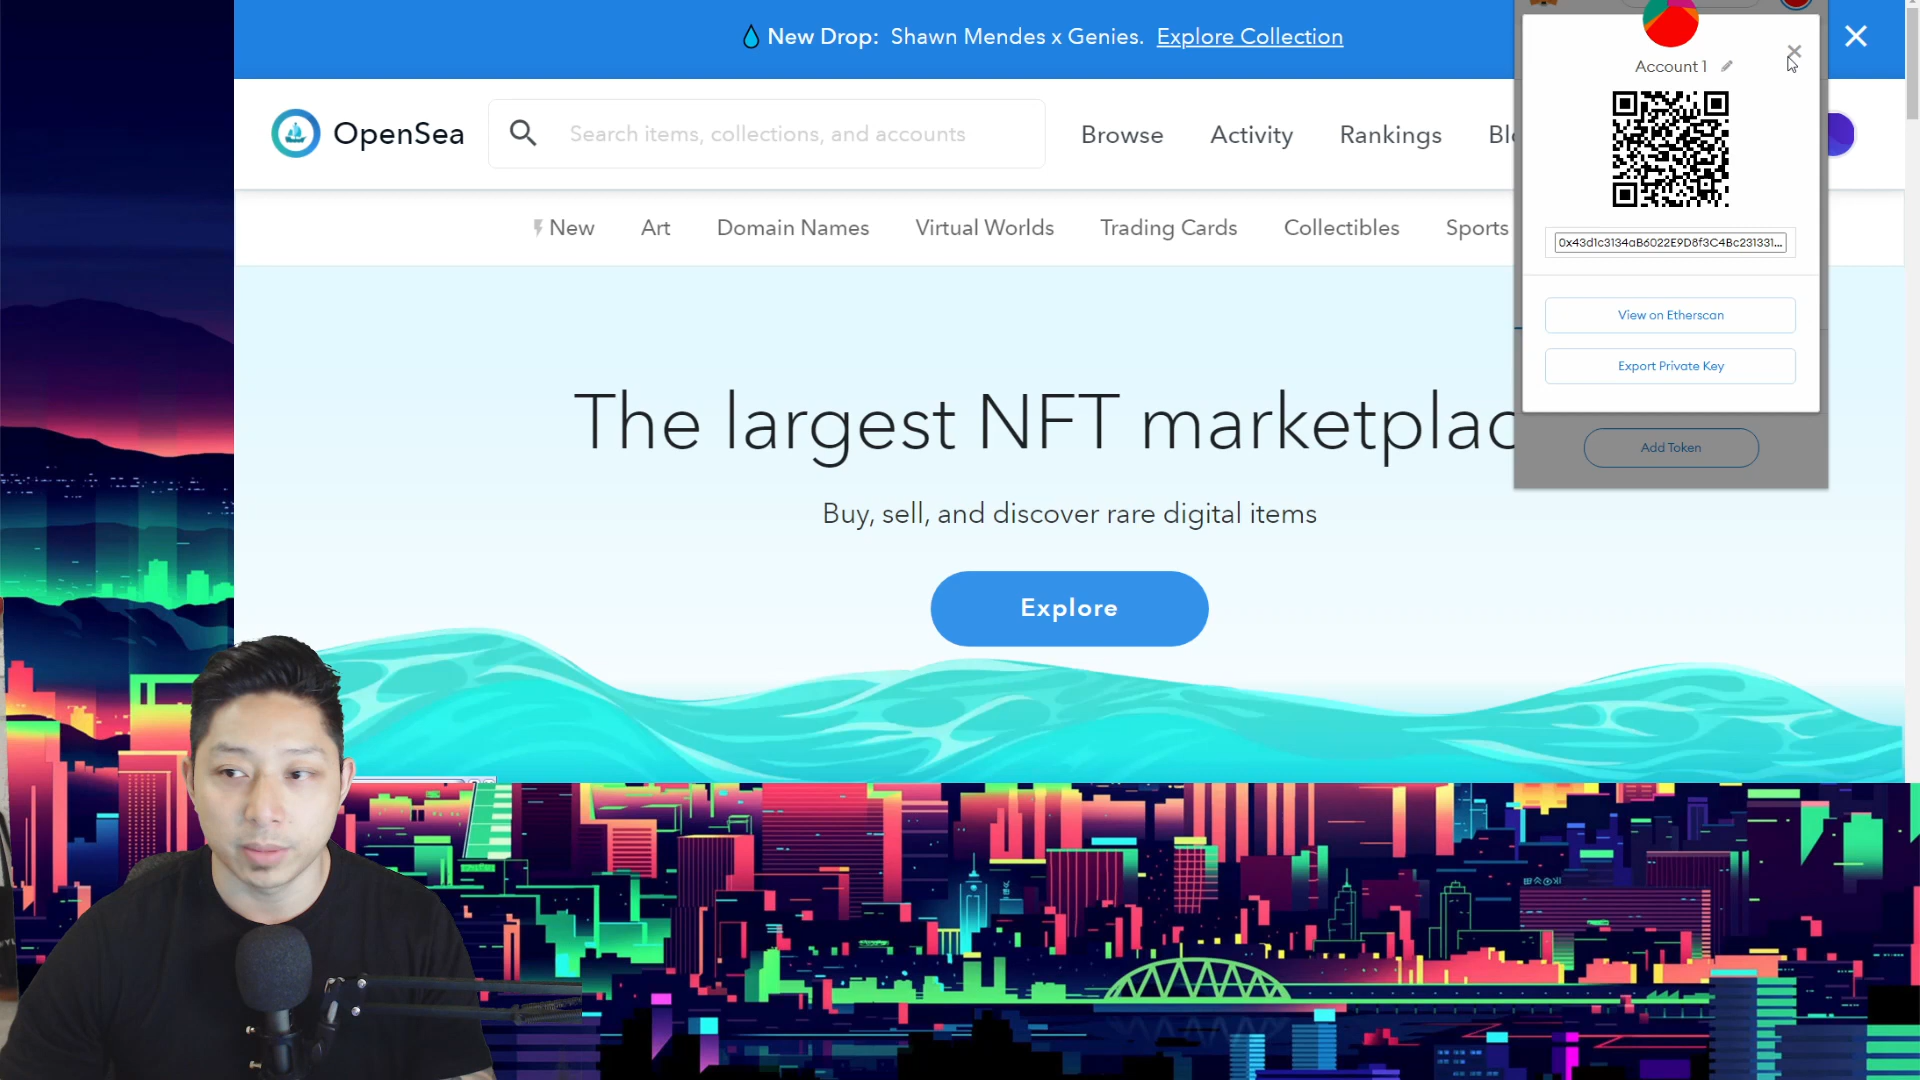 New Drop: Shawn Mendes x Genies. Explore Collection
OpenSea
Search items, collections, and accounts
Browse
Activity
Rankings
New
Art
Domain Names
Virtual Worlds
Trading Cards
Collectibles
Sports
The largest NFT marketplac
Buy, sell, and discover rare digital items
Explore
Account 1
0x43d1c3134aB6022E9D8f3C4Bc231331...
View on Etherscan
Export Private Key
Add Token